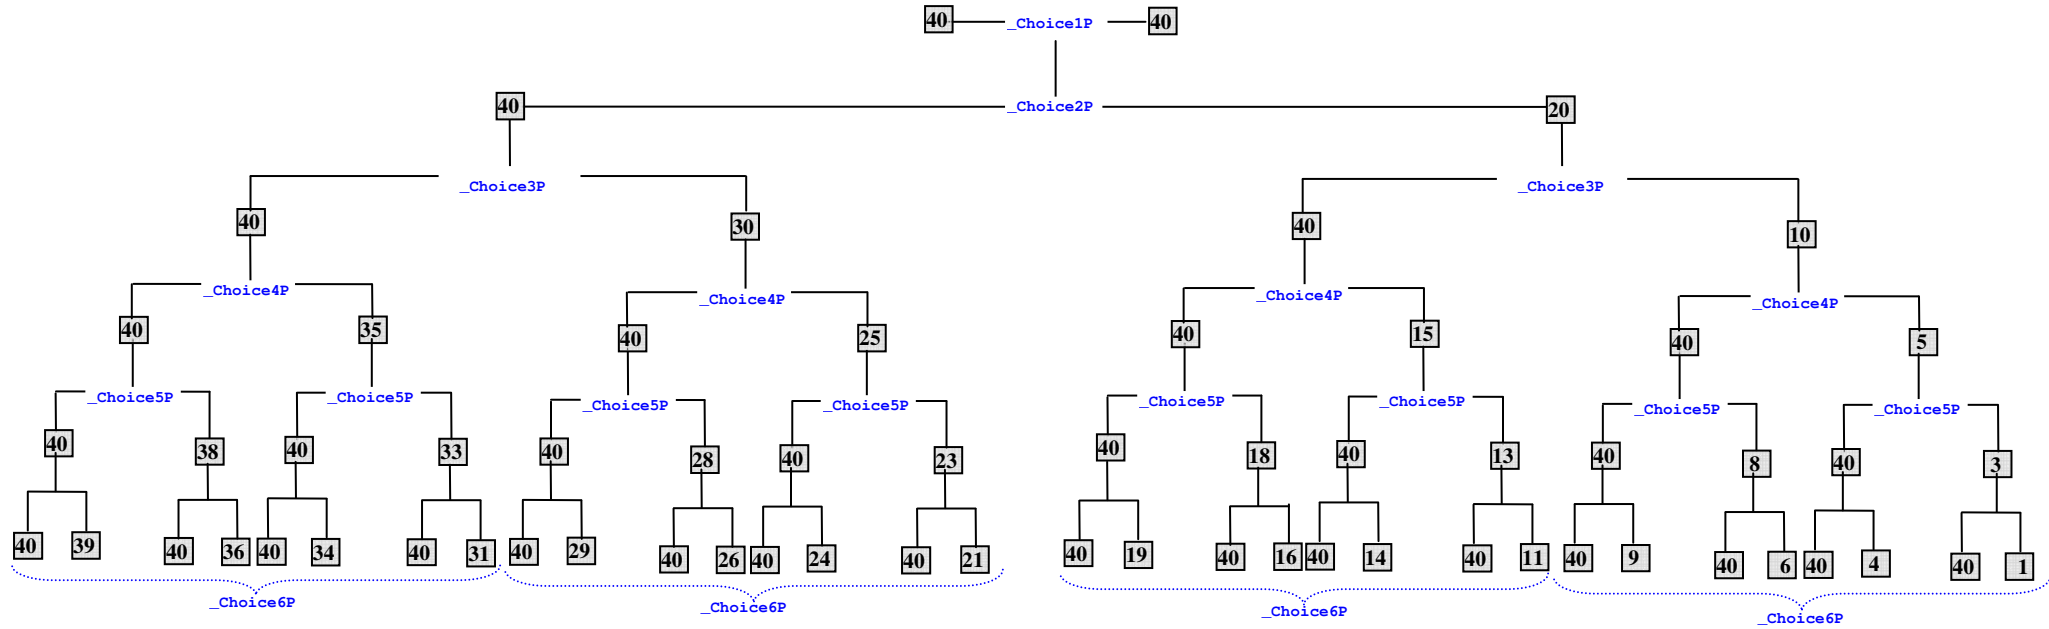 40 _Choice1P 40
40 _Choice2P 20
_Choice3P _Choice3P
40 30 40 10
_Choice4P _Choice4P _Choice4P _Choice4P
40 35 40 25 40 15 40 5
_Choice5P _Choice5P _Choice5P _Choice5P _Choice5P _Choice5P _Choice5P _Choice5P
40 38 40 33 40 28 40 23 40 18 40 13 40 8 40 3
40 39 40 36 40 34 40 31 40 29 40 26 40 24 40 21 40 19 40 16 40 14 40 11 40 9 40 6 40 4 40 1
_Choice6P _Choice6P _Choice6P _Choice6P